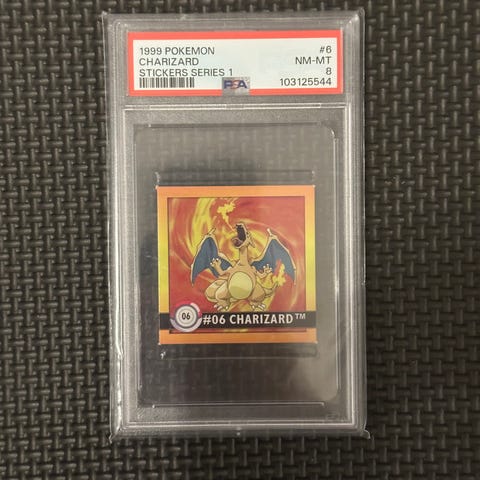 1999 POKEMON #6
CHARIZARD NM-MT
STICKERS SERIES 1 8
PSA 103125544
06 #06 CHARIZARD™